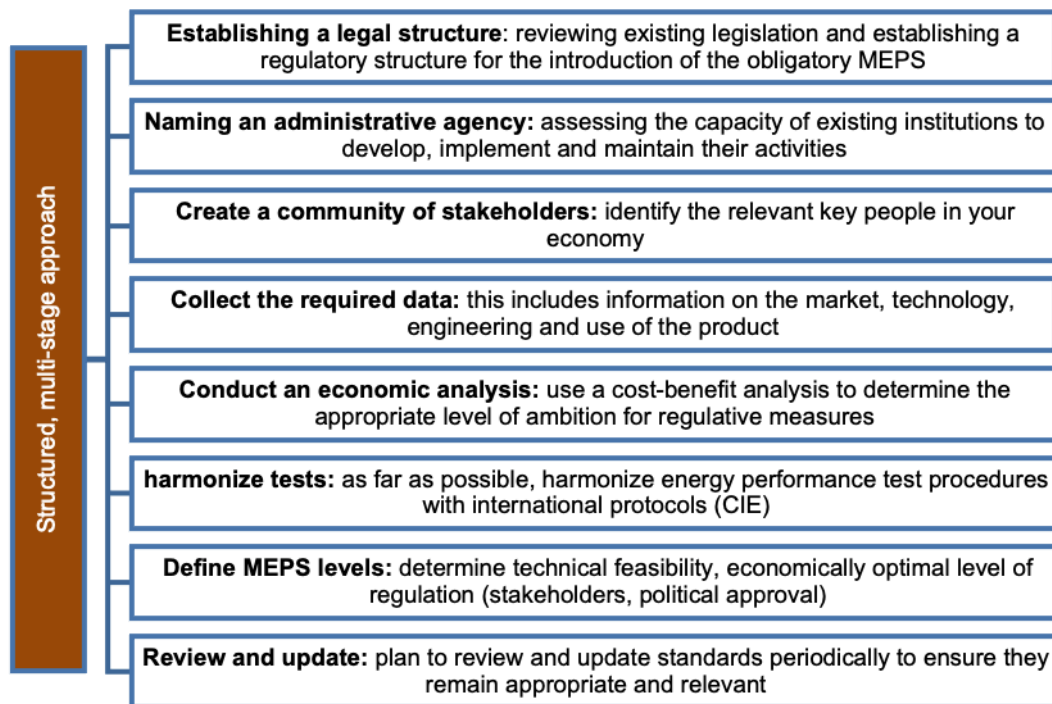 Structured, multi-stage approach
Establishing a legal structure: reviewing existing legislation and establishing a
regulatory structure for the introduction of the obligatory MEPS
Naming an administrative agency: assessing the capacity of existing institutions to
develop, implement and maintain their activities
Create a community of stakeholders: identify the relevant key people in your
economy
Collect the required data: this includes information on the market, technology,
engineering and use of the product
Conduct an economic analysis: use a cost-benefit analysis to determine the
appropriate level of ambition for regulative measures
harmonize tests: as far as possible, harmonize energy performance test procedures
with international protocols (CIE)
Define MEPS levels: determine technical feasibility, economically optimal level of
regulation (stakeholders, political approval)
Review and update: plan to review and update standards periodically to ensure they
remain appropriate and relevant